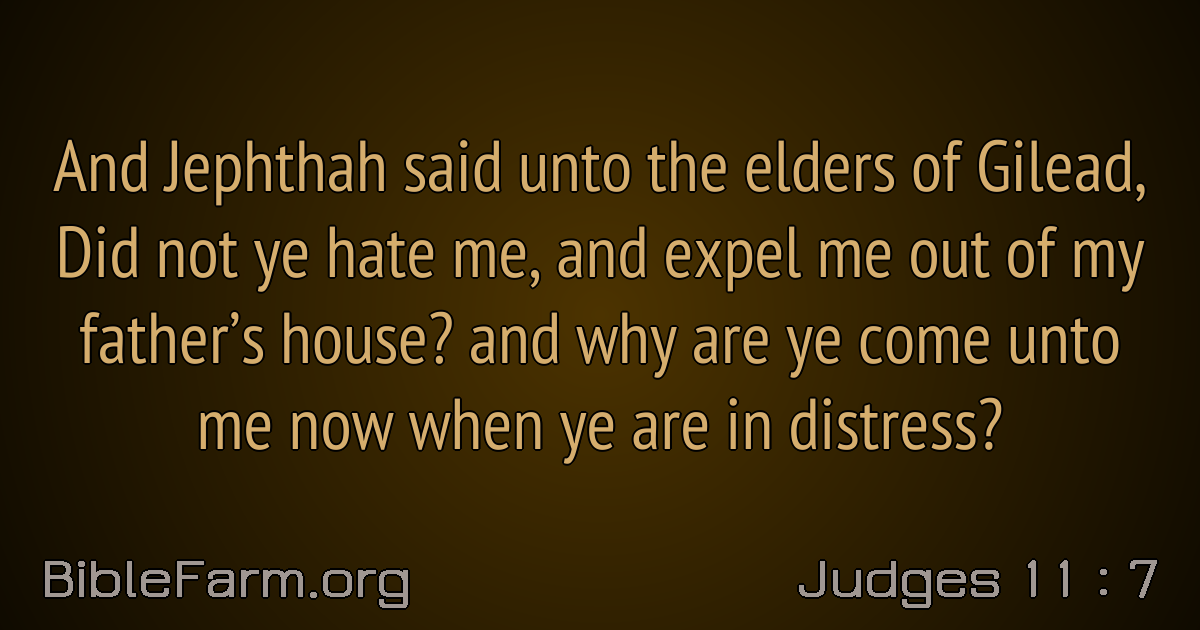 And Jephthah said unto the elders of Gilead,
Did not ye hate me, and expel me out of my
father’s house? and why are ye come unto
me now when ye are in distress?
BibleFarm.org
Judges 11 : 7